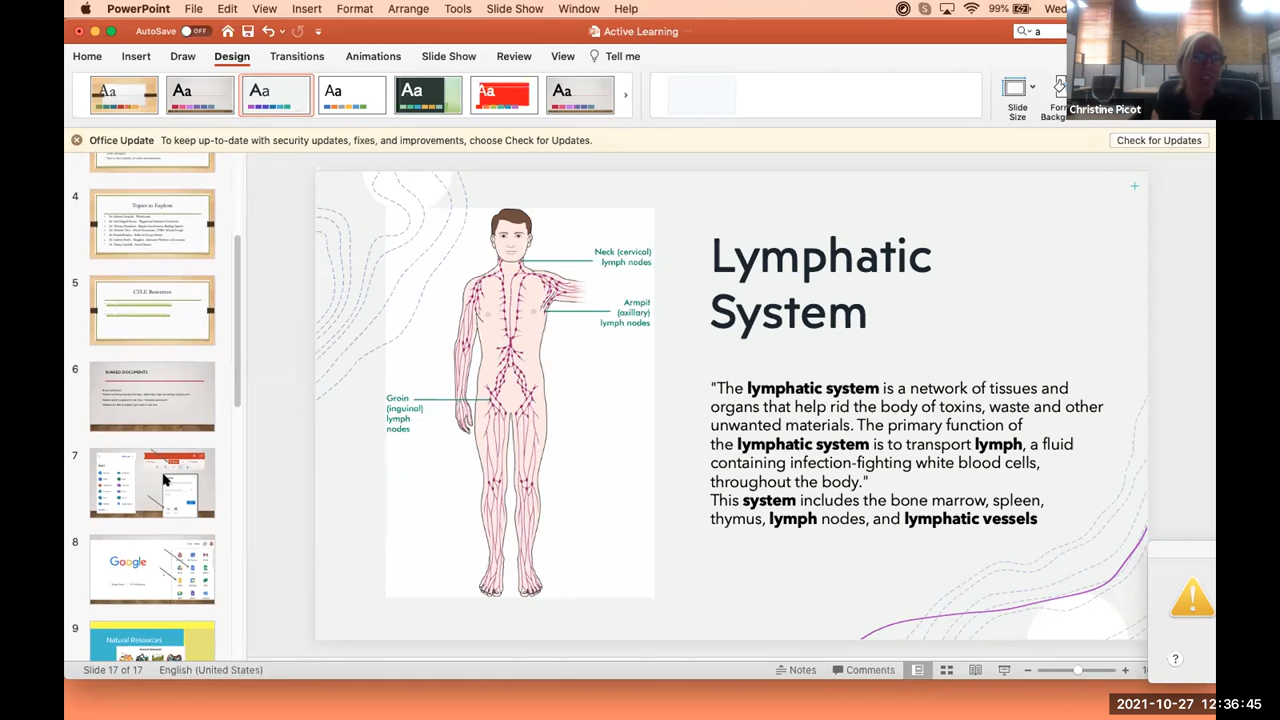 PowerPoint File Edit View Insert Format Arrange Tools Slide Show Window Help 99% Wed
AutoSave OFF Active Learning a
Home Insert Draw Design Transitions Animations Slide Show Review View Tell me
Aa Aa Aa Aa Aa Aa Aa
Slide
Size
Christine Picot
Office Update To keep up-to-date with security updates, fixes, and improvements, choose Check for Updates. Check for Updates
4
Topics to Explore
5
CTLE Resources
6
SHARED DOCUMENTS
7
8
Google
9
Natural Resources
Neck (cervical)
lymph nodes
Armpit
(axillary)
lymph nodes
Groin
(inguinal)
lymph
nodes
Lymphatic
System
"The lymphatic system is a network of tissues and
organs that help rid the body of toxins, waste and other
unwanted materials. The primary function of
the lymphatic system is to transport lymph, a fluid
containing infection-fighting white blood cells,
throughout the body."
This system includes the bone marrow, spleen,
thymus, lymph nodes, and lymphatic vessels
?
Slide 17 of 17 English (United States) Notes Comments
2021-10-27 12:36:45